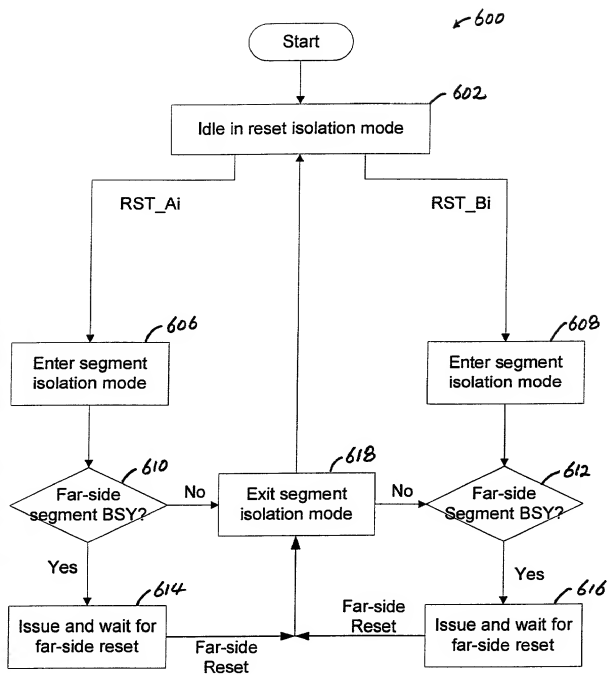 600
Start
602
Idle in reset isolation mode
RST_Ai
RST_Bi
606
608
Enter segment
isolation mode
Enter segment
isolation mode
610
618
612
Far-side
segment BSY?
No
Exit segment
isolation mode
No
Far-side
Segment BSY?
Yes
Yes
614
616
Issue and wait for
far-side reset
Far-side
Reset
Far-side
Reset
Issue and wait for
far-side reset